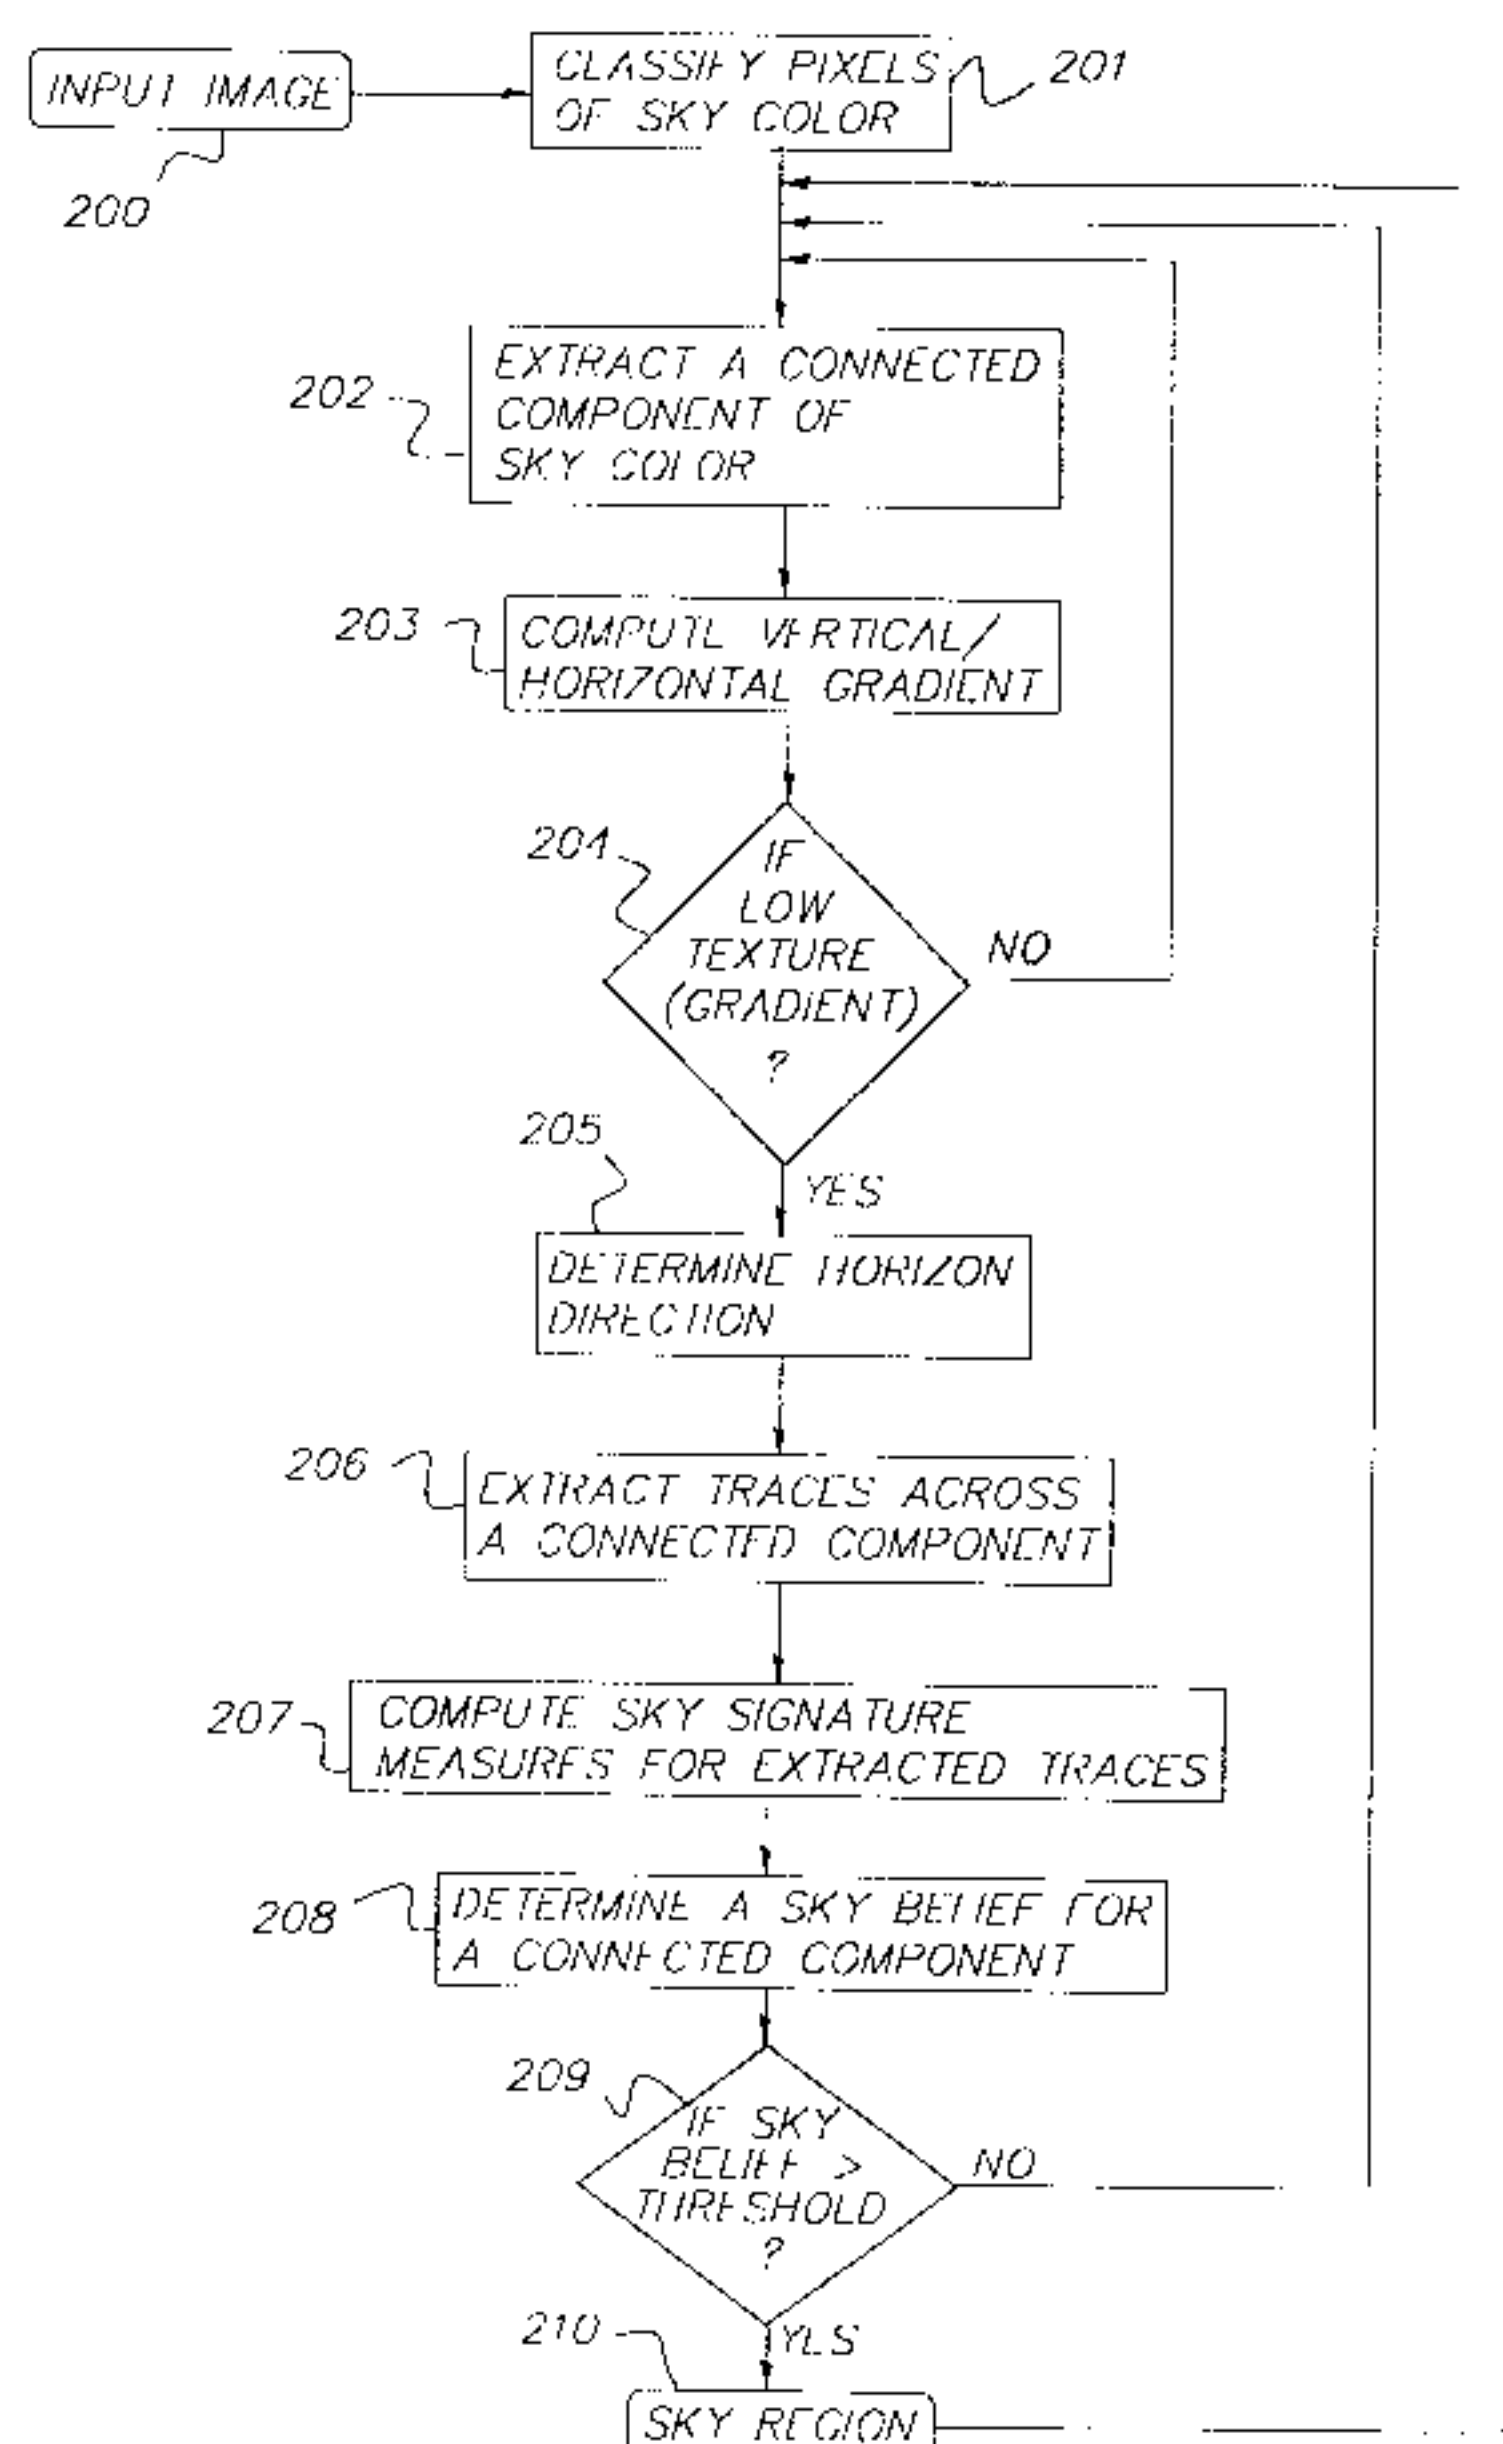 INPUT IMAGE
200
CLASSIFY PIXELS
OF SKY COLOR
201
202
EXTRACT A CONNECTED
COMPONENT OF
SKY COLOR
203
COMPUTE VERTICAL/
HORIZONTAL GRADIENT
204
IF
LOW
TEXTURE
(GRADIENT)
?
NO
YES
205
DETERMINE HORIZON
DIRECTION
206
EXTRACT TRACES ACROSS
A CONNECTED COMPONENT
207
COMPUTE SKY SIGNATURE
MEASURES FOR EXTRACTED TRACES
208
DETERMINE A SKY BELIEF FOR
A CONNECTED COMPONENT
209
IF SKY
BELIEF >
THRESHOLD
?
NO
YES
210
SKY REGION